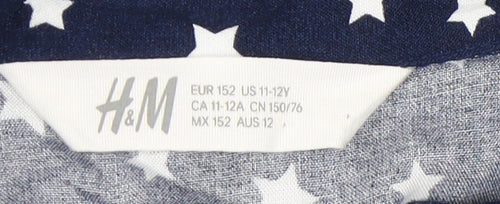 H&M
EUR 152 US 11-12Y
CA 11-12A CN 150/76
MX 152 AUS 12